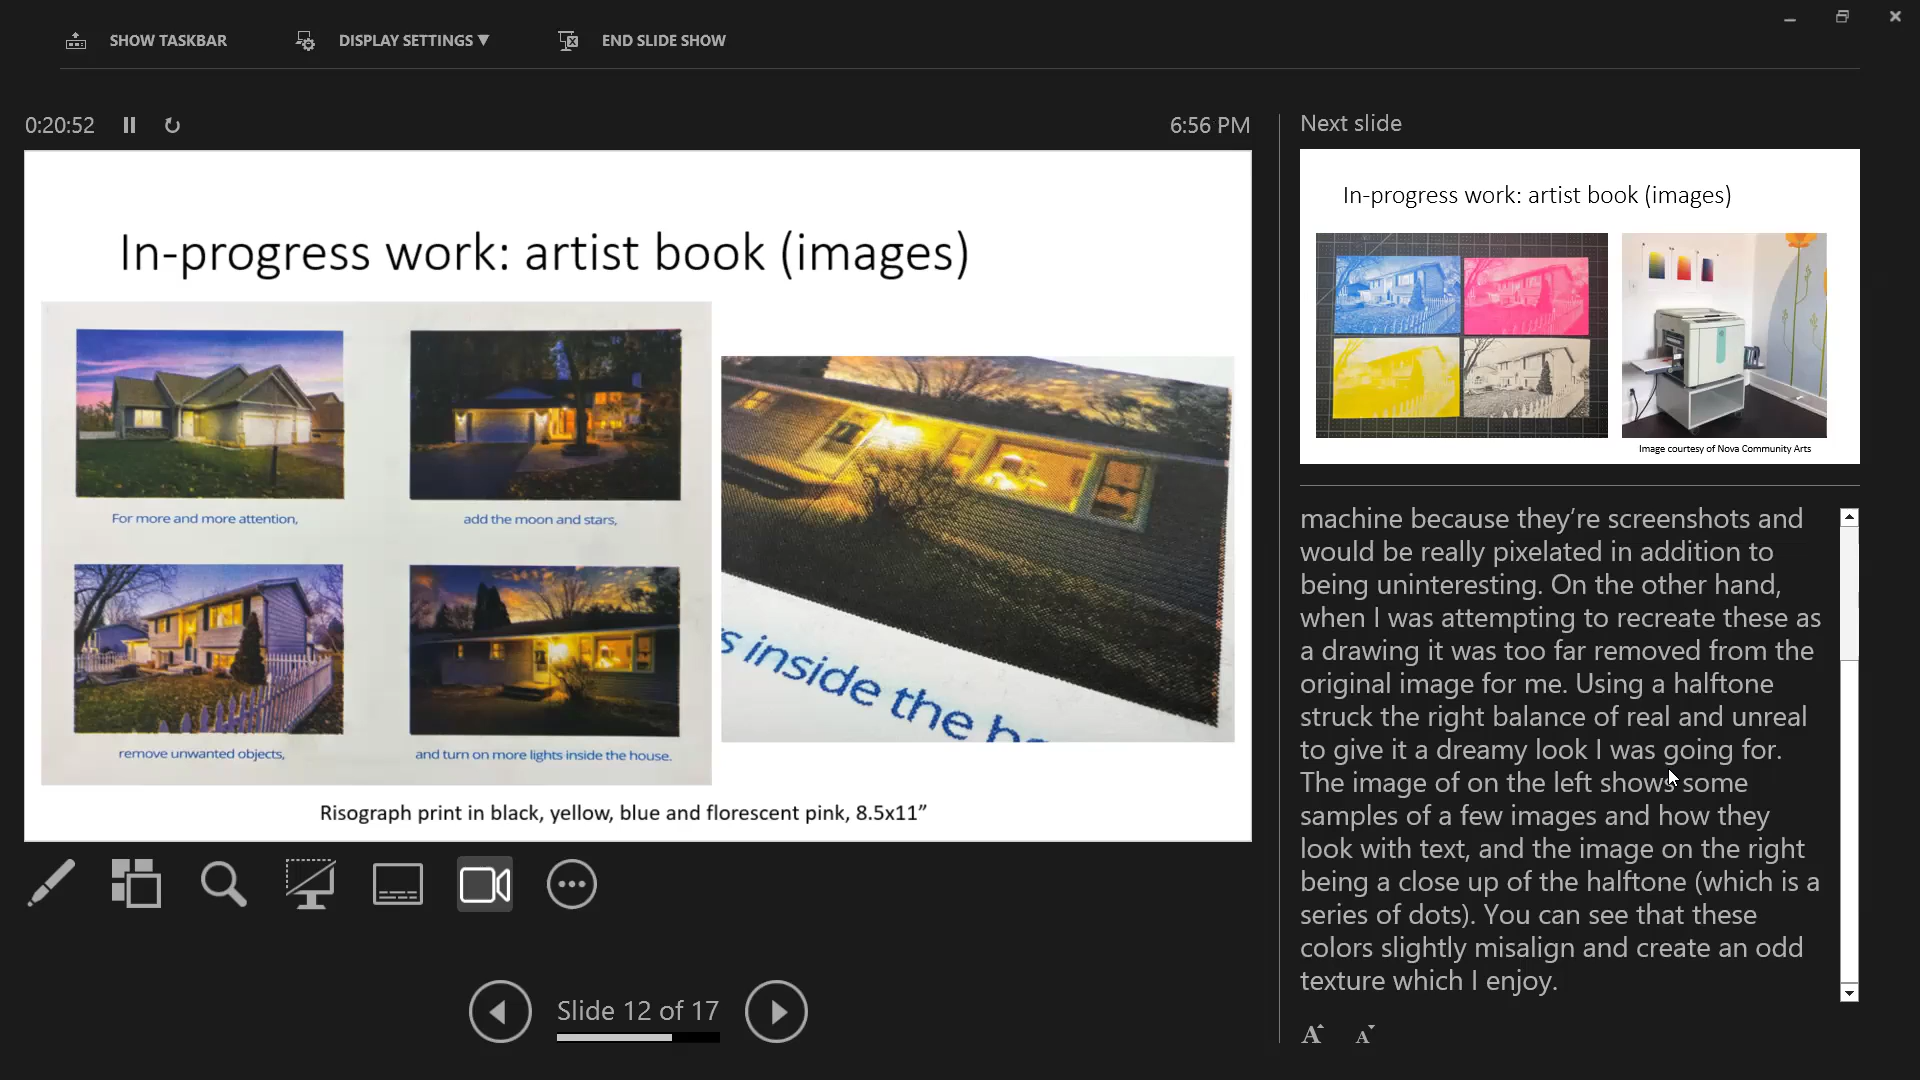 SHOW TASKBAR
DISPLAY SETTINGS ▼
END SLIDE SHOW
0:20:52
6:56 PM
In-progress work: artist book (images)
For more and more attention,
add the moon and stars,
remove unwanted objects,
and turn on more lights inside the house.
s inside the
Risograph print in black, yellow, blue and florescent pink, 8.5x11”
Slide 12 of 17
Next slide
In-progress work: artist book (images)
Image courtesy of Nova Community Arts
machine because they’re screenshots and
would be really pixelated in addition to
being uninteresting. On the other hand,
when I was attempting to recreate these as
a drawing it was too far removed from the
original image for me. Using a halftone
struck the right balance of real and unreal
to give it a dreamy look I was going for.
The image of on the left shows some
samples of a few images and how they
look with text, and the image on the right
being a close up of the halftone (which is a
series of dots). You can see that these
colors slightly misalign and create an odd
texture which I enjoy.
A A